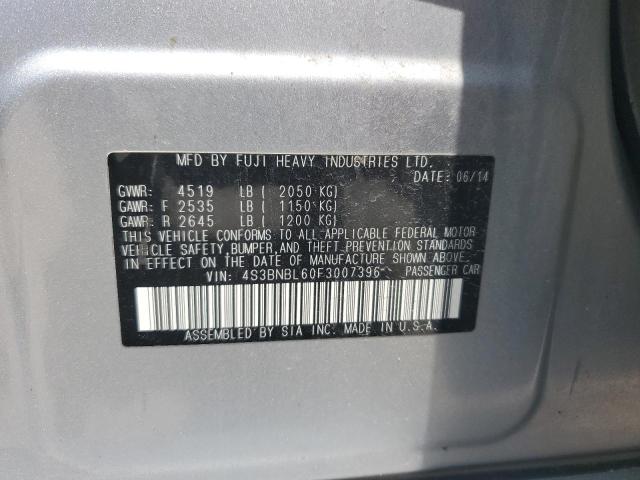 MFD BY FUJI HEAVY INDUSTRIES LTD.
DATE: 06/14
GVWR: 4519 LB ( 2050 KG)
GAWR: F 2535 LB ( 1150 KG)
GAWR: R 2645 LB ( 1200 KG)
THIS VEHICLE CONFORMS TO ALL APPLICABLE FEDERAL MOTOR
VEHICLE SAFETY, BUMPER, AND THEFT PREVENTION STANDARDS
IN EFFECT ON THE DATE OF MANUFACTURE SHOWN ABOVE.
VIN: 4S3BNBL60F3007396 PASSENGER CAR
ASSEMBLED BY SIA INC. MADE IN U.S.A.